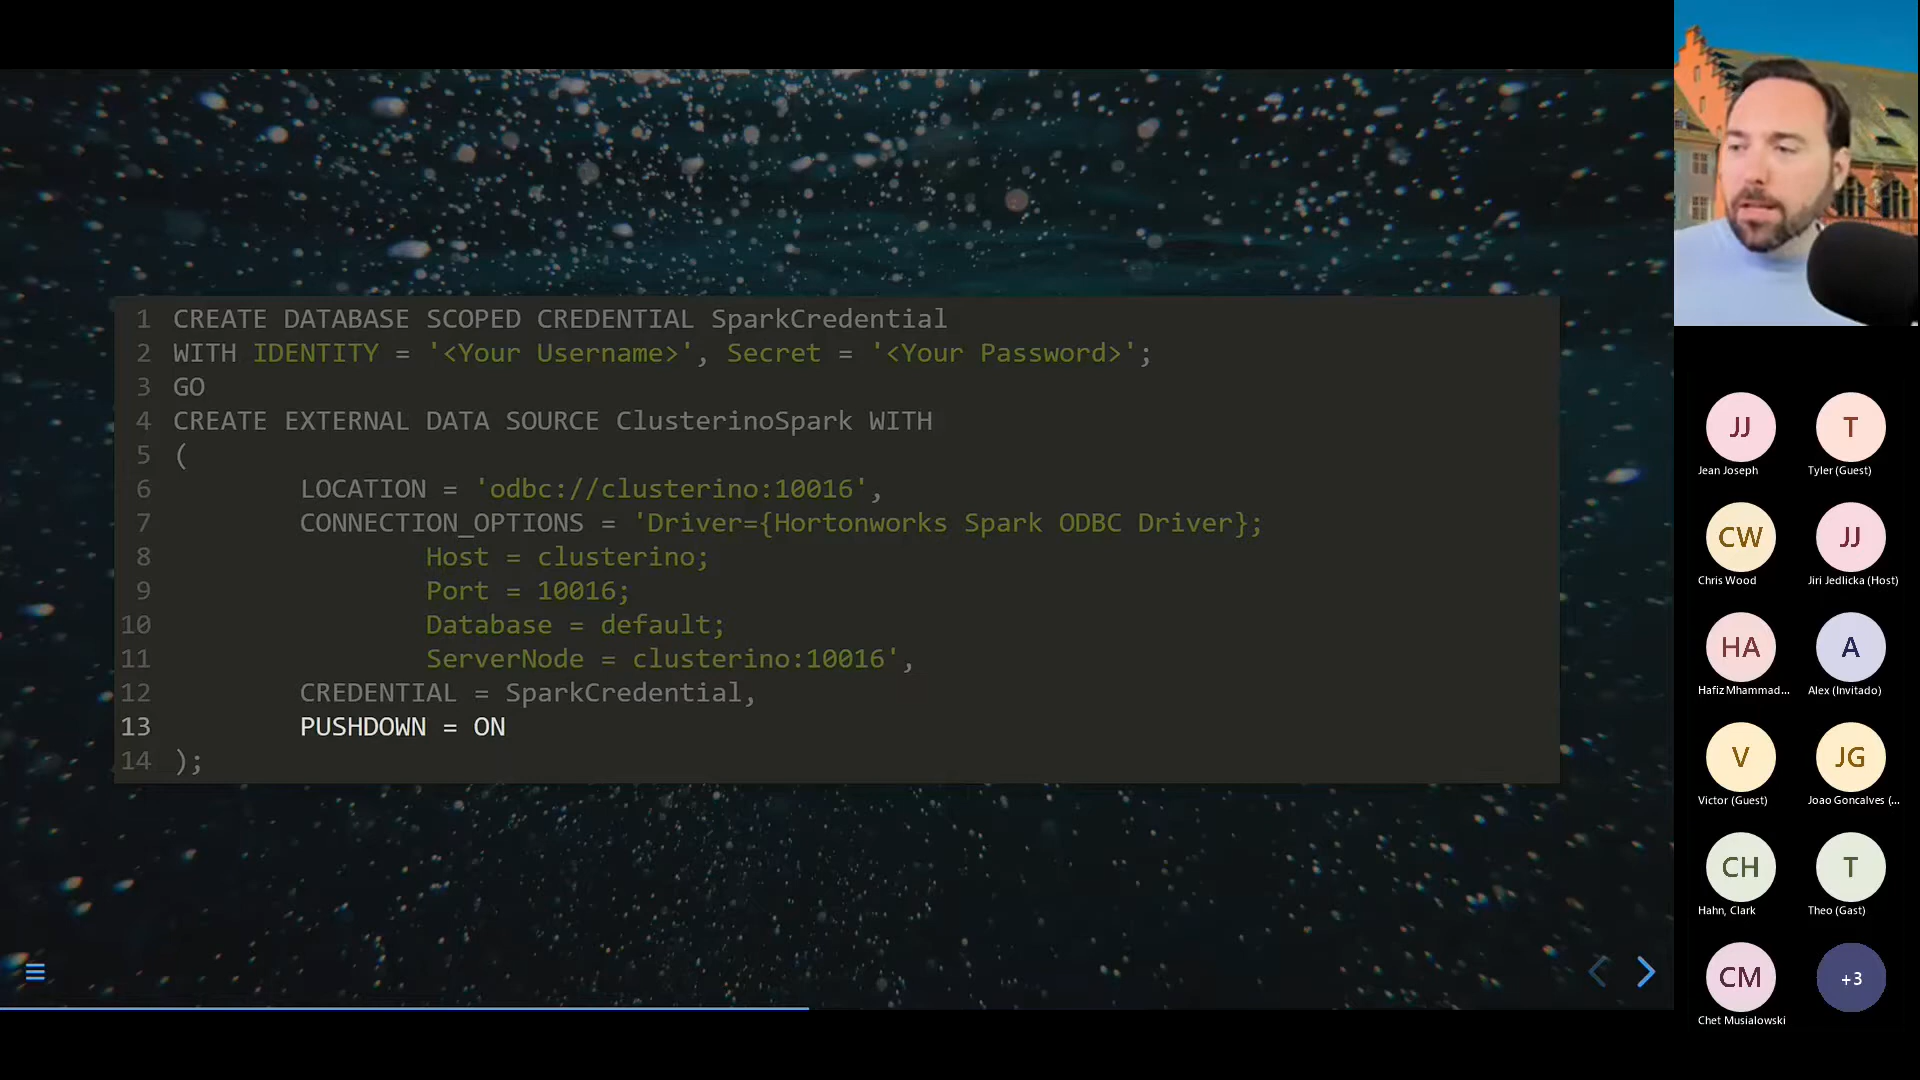 1 CREATE DATABASE SCOPED CREDENTIAL SparkCredential
2 WITH IDENTITY = '<Your Username>', Secret = '<Your Password>';
3 GO
4 CREATE EXTERNAL DATA SOURCE ClusterinoSpark WITH
5 (
6 LOCATION = 'odbc://clusterino:10016',
7 CONNECTION_OPTIONS = 'Driver={Hortonworks Spark ODBC Driver};
8 Host = clusterino;
9 Port = 10016;
10 Database = default;
11 ServerNode = clusterino:10016',
12 CREDENTIAL = SparkCredential,
13 PUSHDOWN = ON
14 );
JJ T
Jean Joseph Tyler (Guest)
CW JJ
Chris Wood Jiri Jedlicka (Host)
HA A
Hafiz Mhammad... Alex (Invitado)
V JG
Victor (Guest) Joao Goncalves (...
CH T
Hahn, Clark Theo (Gast)
CM +3
Chet Musialowski